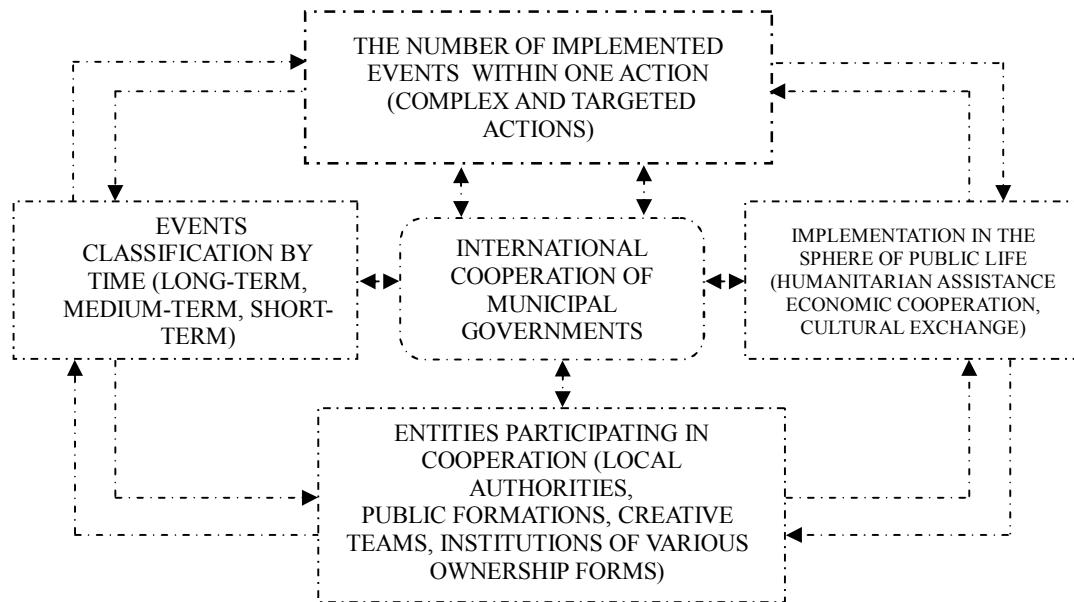 THE NUMBER OF IMPLEMENTED
EVENTS WITHIN ONE ACTION
(COMPLEX AND TARGETED
ACTIONS)
EVENTS
CLASSIFICATION BY
TIME (LONG-TERM,
MEDIUM-TERM, SHORT-
TERM)
INTERNATIONAL
COOPERATION OF
MUNICIPAL
GOVERNMENTS
IMPLEMENTATION IN THE
SPHERE OF PUBLIC LIFE
(HUMANITARIAN ASSISTANCE
ECONOMIC COOPERATION,
CULTURAL EXCHANGE)
ENTITIES PARTICIPATING IN
COOPERATION (LOCAL
AUTHORITIES,
PUBLIC FORMATIONS, CREATIVE
TEAMS, INSTITUTIONS OF VARIOUS
OWNERSHIP FORMS)